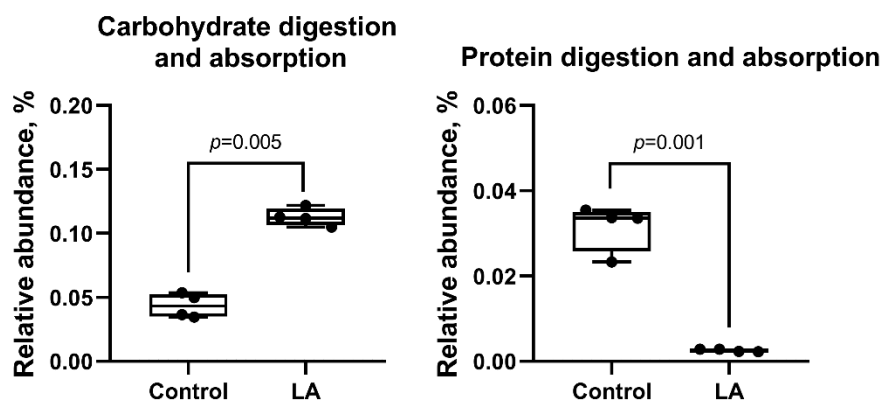 Carbohydrate digestion
and absorption
Relative abundance, %
0.20
0.15
0.10
0.05
0.00
p=0.005
Control
LA
Protein digestion and absorption
Relative abundance, %
0.06
0.04
0.02
0.00
p=0.001
Control
LA